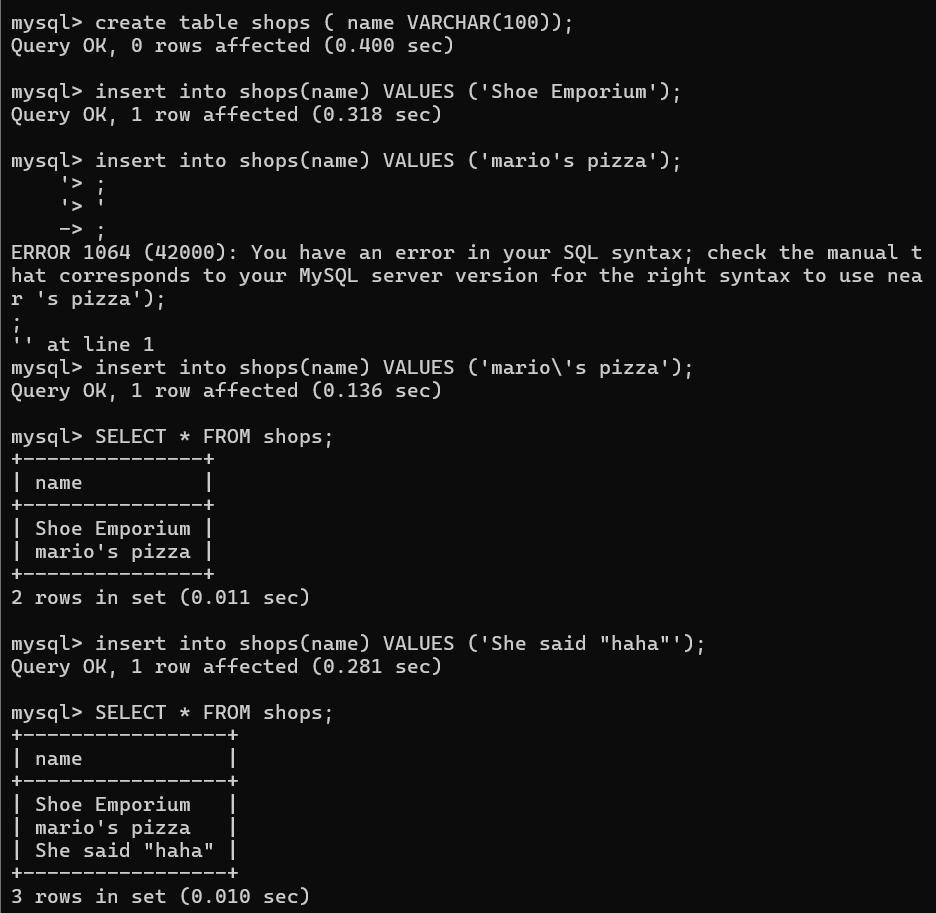 mysql> create table shops ( name VARCHAR(100));
Query OK, 0 rows affected (0.400 sec)

mysql> insert into shops(name) VALUES ('Shoe Emporium');
Query OK, 1 row affected (0.318 sec)

mysql> insert into shops(name) VALUES ('mario's pizza');
    '> ;
    '> '
    -> ;
ERROR 1064 (42000): You have an error in your SQL syntax; check the manual t
hat corresponds to your MySQL server version for the right syntax to use nea
r 's pizza');
;
'' at line 1
mysql> insert into shops(name) VALUES ('mario\'s pizza');
Query OK, 1 row affected (0.136 sec)

mysql> SELECT * FROM shops;
+---------------+
| name          |
+---------------+
| Shoe Emporium |
| mario's pizza |
+---------------+
2 rows in set (0.011 sec)

mysql> insert into shops(name) VALUES ('She said "haha"');
Query OK, 1 row affected (0.281 sec)

mysql> SELECT * FROM shops;
+-----------------+
| name            |
+-----------------+
| Shoe Emporium   |
| mario's pizza   |
| She said "haha" |
+-----------------+
3 rows in set (0.010 sec)